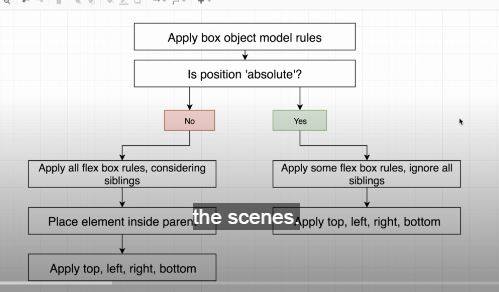 Apply box object model rules
Is position 'absolute'?
No
Yes
Apply all flex box rules, considering
siblings
Apply some flex box rules, ignore all
siblings
Place element inside parent
the scenes.
Apply top, left, right, bottom
Apply top, left, right, bottom